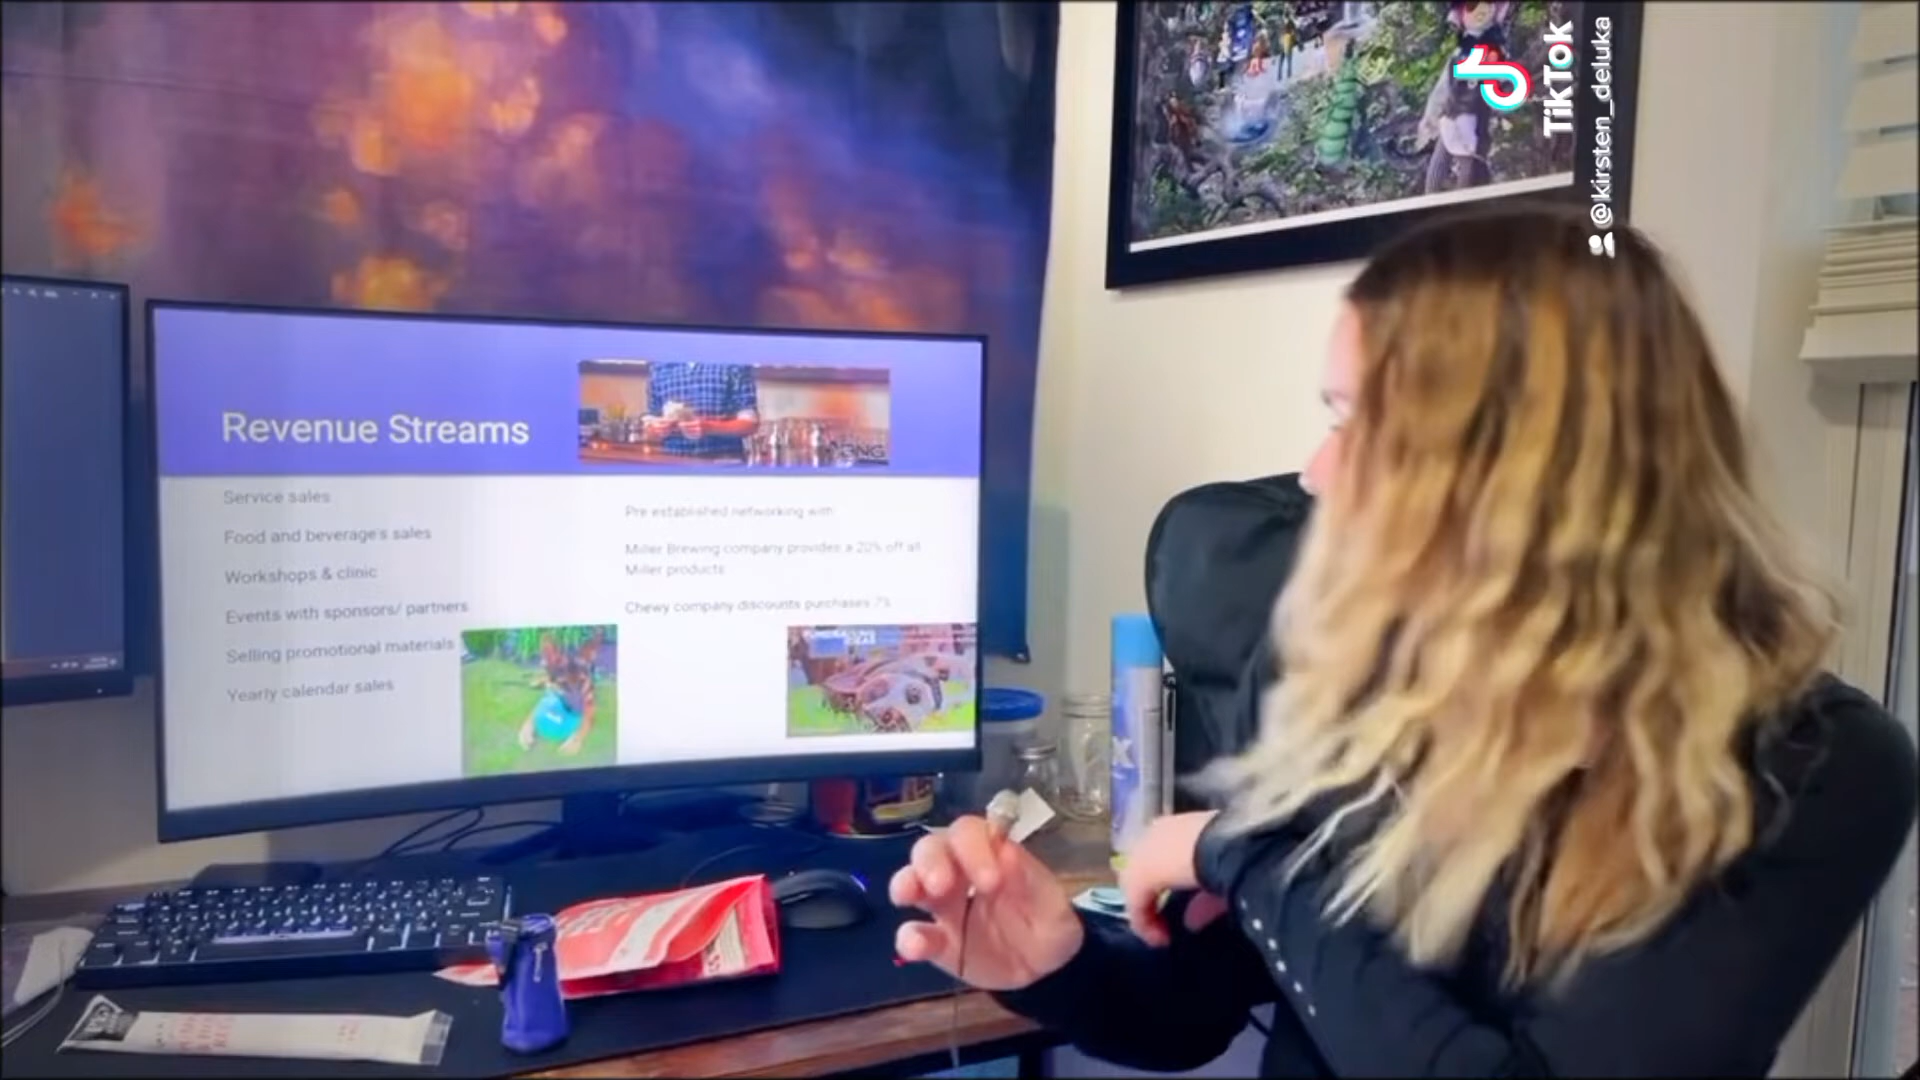 TikTok
@kirsten_deluka
Revenue Streams
Service sales
Food and beverage's sales
Workshops & clinic
Events with sponsors/ partners
Selling promotional materials
Yearly calendar sales
Pre established networking with:
Miller Brewing company provides a 20% off all
Miller products
Chewy company discounts purchases 7%